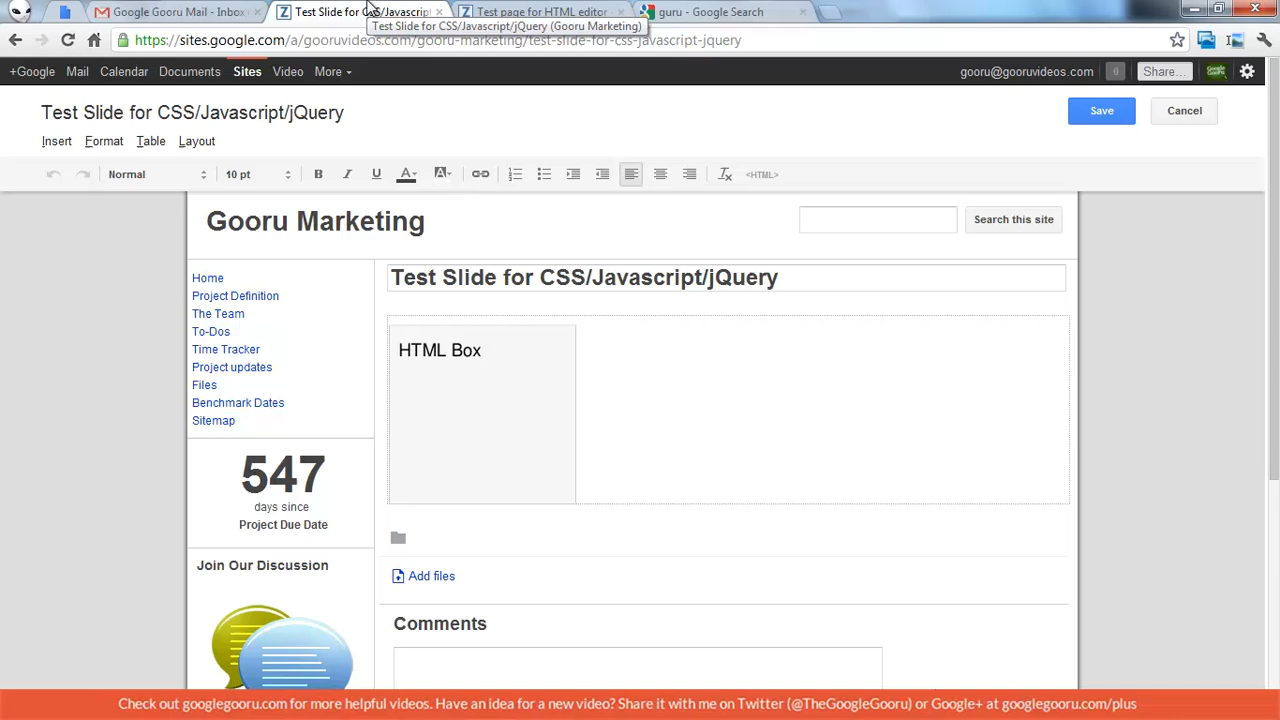 Google Gooru Mail - Inbox
Test Slide for CSS/Javascript
Test page for HTML editor
guru - Google Search
Test Slide for CSS/Javascript/jQuery (Gooru Marketing)
https://sites.google.com/a/gooruvideos.com/gooru-marketing/test-slide-for-css-javascript-jquery
+Google Mail Calendar Documents Sites Video More
gooru@gooruvideos.com 0 Share…
Test Slide for CSS/Javascript/jQuery
Save Cancel
Insert Format Table Layout
Normal 10 pt B I U A A <HTML>
Gooru Marketing
Search this site
Home
Project Definition
The Team
To-Dos
Time Tracker
Project updates
Files
Benchmark Dates
Sitemap
547
days since
Project Due Date
Join Our Discussion
Test Slide for CSS/Javascript/jQuery
HTML Box
Add files
Comments
Check out googlegooru.com for more helpful videos. Have an idea for a new video? Share it with me on Twitter (@TheGoogleGooru) or Google+ at googlegooru.com/plus